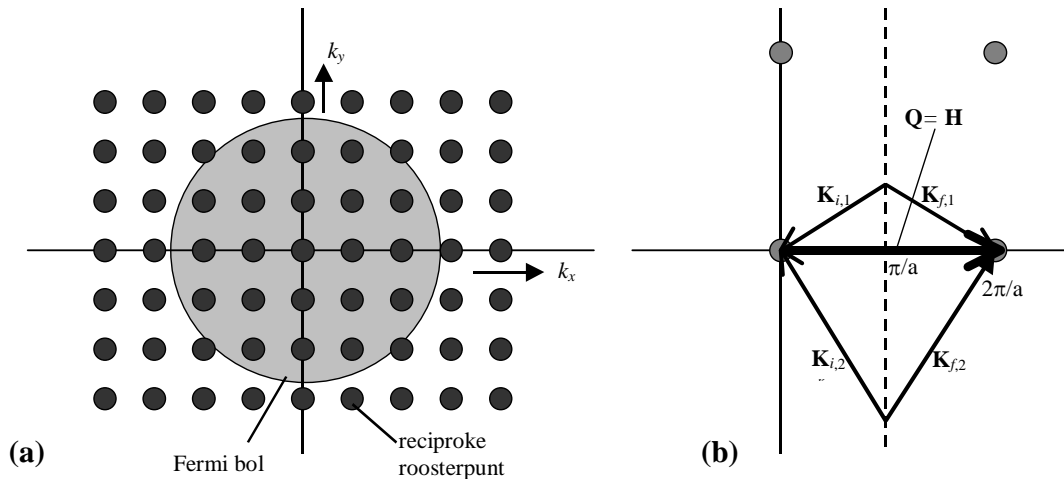 k_y
k_x
(a)
Fermi bol
reciproke
roosterpunt
Q= H
K_i,1
K_f,1
π/a
2π/a
K_i,2
K_f,2
(b)